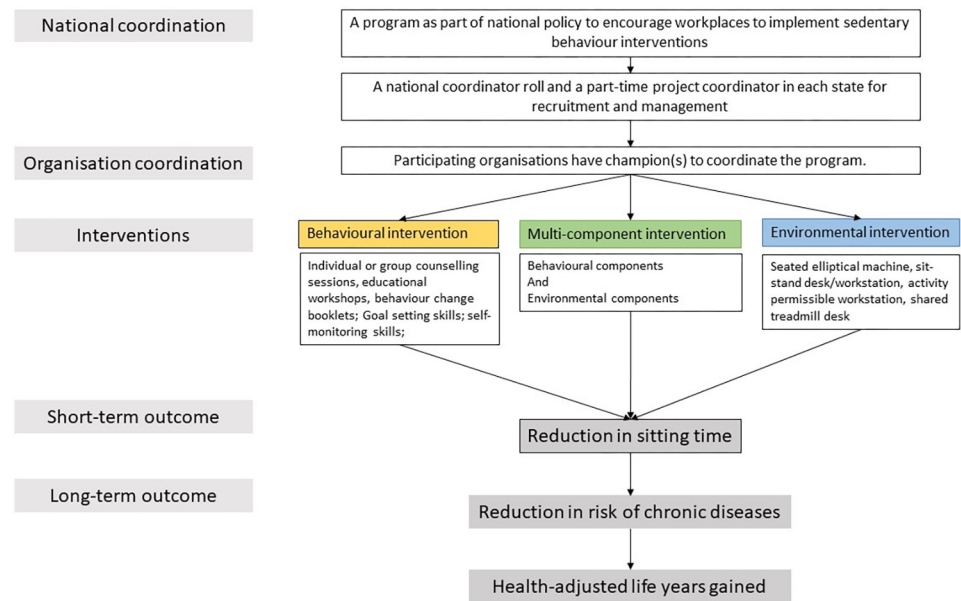 National coordination
A program as part of national policy to encourage workplaces to implement sedentary
behaviour interventions
A national coordinator roll and a part-time project coordinator in each state for
recruitment and management
Organisation coordination
Participating organisations have champion(s) to coordinate the program.
Interventions
Behavioural intervention
Individual or group counselling
sessions, educational
workshops, behaviour change
booklets; Goal setting skills; self-
monitoring skills;
Multi-component intervention
Behavioural components
And
Environmental components
Environmental intervention
Seated elliptical machine, sit-
stand desk/workstation, activity
permissible workstation, shared
treadmill desk
Short-term outcome
Reduction in sitting time
Long-term outcome
Reduction in risk of chronic diseases
Health-adjusted life years gained